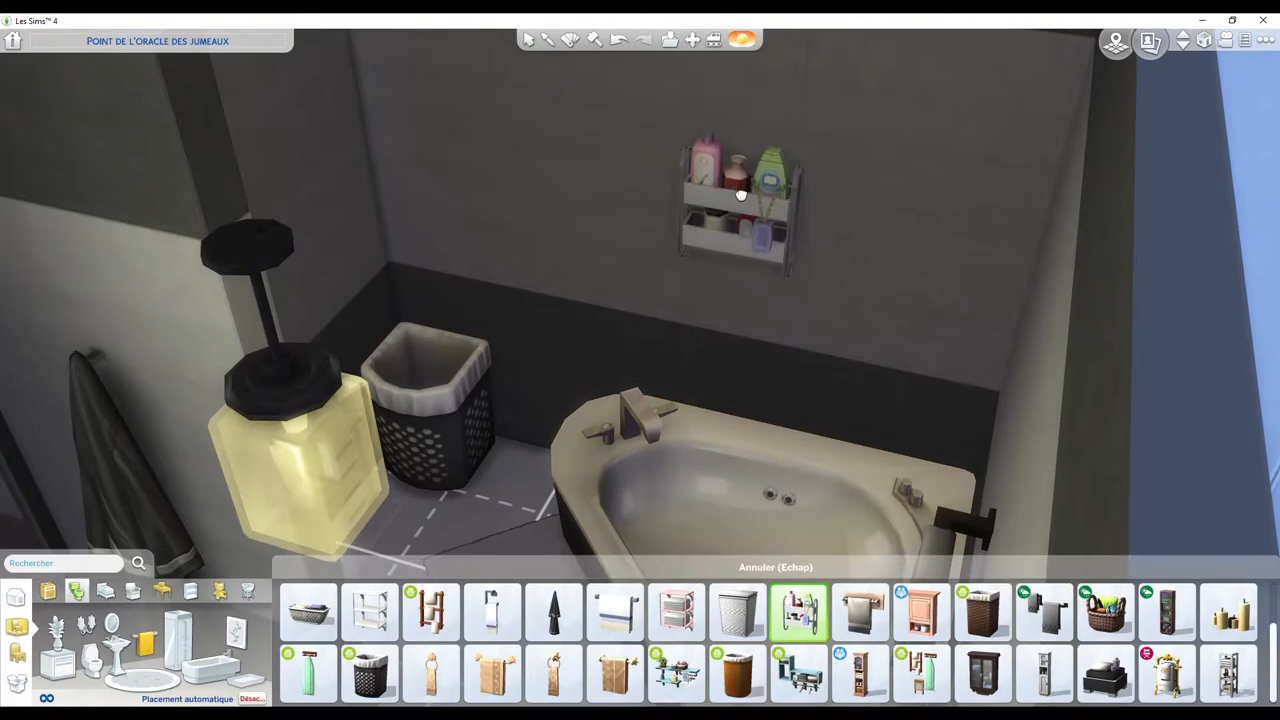 Les Sims™ 4
POINT DE L'ORACLE DES JUMEAUX
Annuler (Echap)
Rechercher
Placement automatique
Désac...